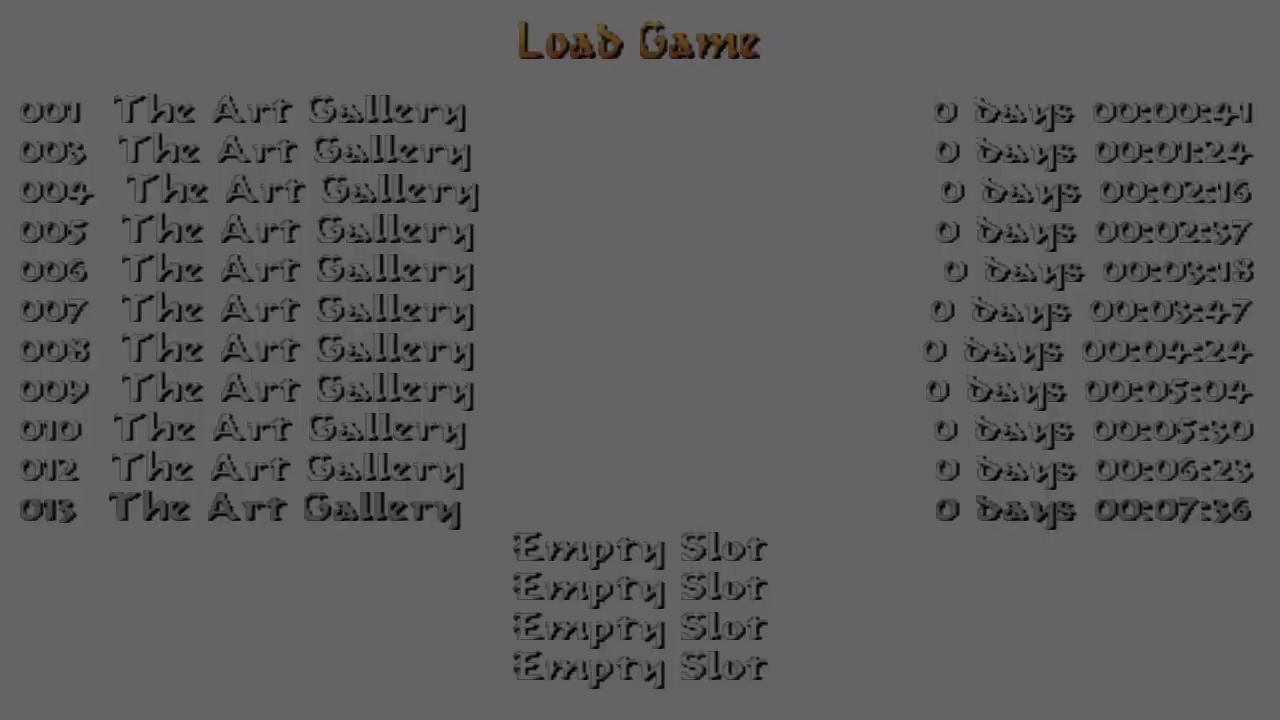 Load Game
001 The Art Gallery 0 days 00:00:41
003 The Art Gallery 0 days 00:01:24
004 The Art Gallery 0 days 00:02:16
005 The Art Gallery 0 days 00:02:37
006 The Art Gallery 0 days 00:03:18
007 The Art Gallery 0 days 00:03:47
008 The Art Gallery 0 days 00:04:24
009 The Art Gallery 0 days 00:05:04
010 The Art Gallery 0 days 00:05:30
012 The Art Gallery 0 days 00:06:23
013 The Art Gallery 0 days 00:07:36
Empty Slot
Empty Slot
Empty Slot
Empty Slot